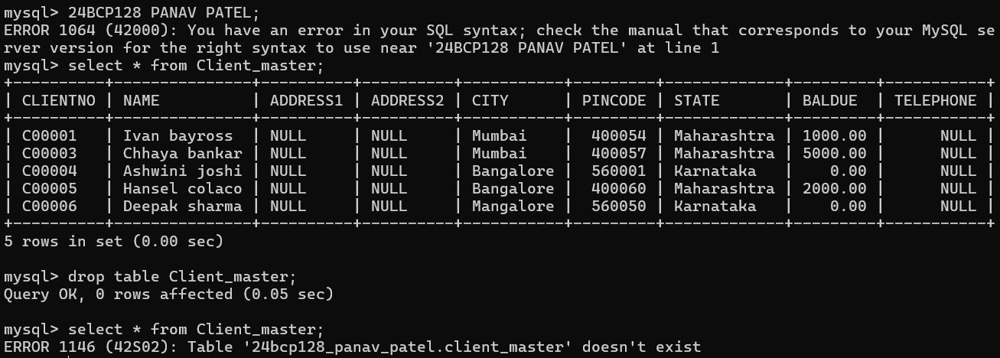 mysql> 24BCP128 PANAV PATEL;
ERROR 1064 (42000): You have an error in your SQL syntax; check the manual that corresponds to your MySQL se
rver version for the right syntax to use near '24BCP128 PANAV PATEL' at line 1
mysql> select * from Client_master;
+----------+---------------+----------+----------+-----------+---------+-------------+---------+-----------+
| CLIENTNO | NAME          | ADDRESS1 | ADDRESS2 | CITY      | PINCODE | STATE       | BALDUE  | TELEPHONE |
+----------+---------------+----------+----------+-----------+---------+-------------+---------+-----------+
| C00001   | Ivan bayross  | NULL     | NULL     | Mumbai    |  400054 | Maharashtra | 1000.00 |      NULL |
| C00003   | Chhaya bankar | NULL     | NULL     | Mumbai    |  400057 | Maharashtra | 5000.00 |      NULL |
| C00004   | Ashwini joshi | NULL     | NULL     | Bangalore |  560001 | Karnataka   |    0.00 |      NULL |
| C00005   | Hansel colaco | NULL     | NULL     | Bangalore |  400060 | Maharashtra | 2000.00 |      NULL |
| C00006   | Deepak sharma | NULL     | NULL     | Mangalore |  560050 | Karnataka   |    0.00 |      NULL |
+----------+---------------+----------+----------+-----------+---------+-------------+---------+-----------+
5 rows in set (0.00 sec)

mysql> drop table Client_master;
Query OK, 0 rows affected (0.05 sec)

mysql> select * from Client_master;
ERROR 1146 (42S02): Table '24bcp128_panav_patel.client_master' doesn't exist